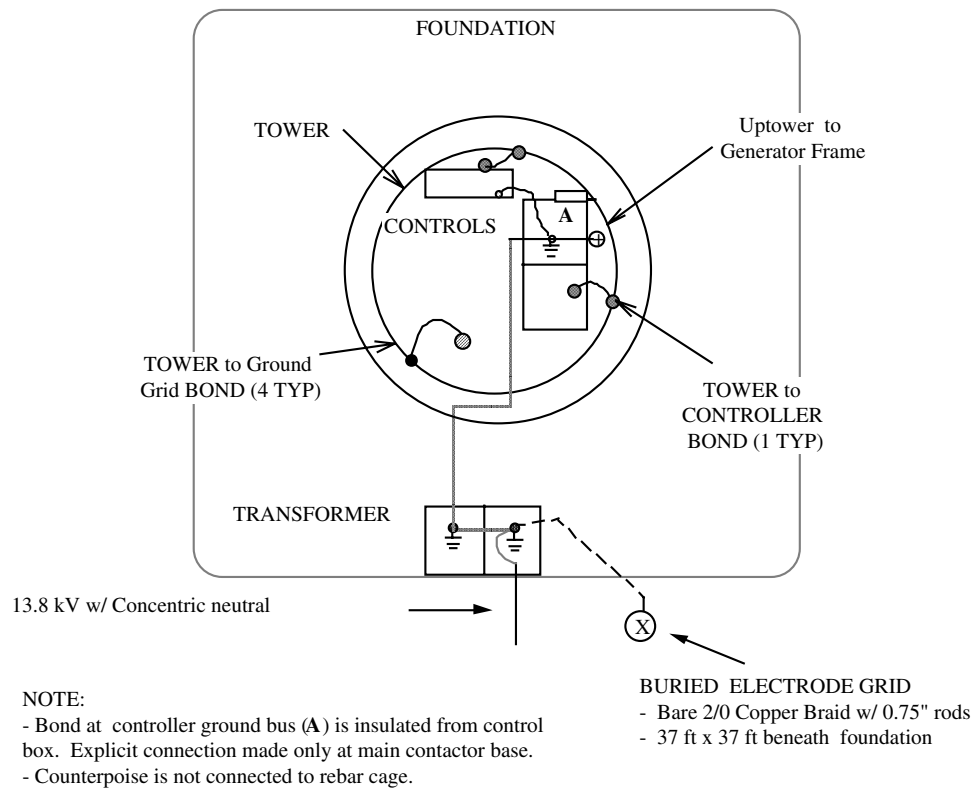 FOUNDATION
TOWER
Uptower to
Generator Frame
A
CONTROLS
TOWER to Ground
Grid BOND (4 TYP)
TOWER to
CONTROLLER
BOND (1 TYP)
TRANSFORMER
13.8 kV w/ Concentric neutral
X
NOTE:
- Bond at controller ground bus (A) is insulated from control
box. Explicit connection made only at main contactor base.
- Counterpoise is not connected to rebar cage.
BURIED ELECTRODE GRID
- Bare 2/0 Copper Braid w/ 0.75" rods
- 37 ft x 37 ft beneath foundation